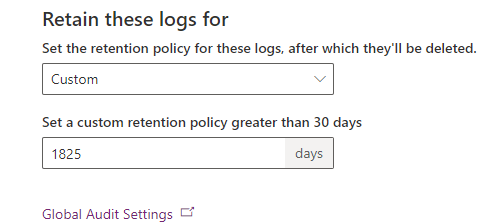 Retain these logs for
Set the retention policy for these logs, after which they'll be deleted.
Custom
Set a custom retention policy greater than 30 days
1825 days
Global Audit Settings